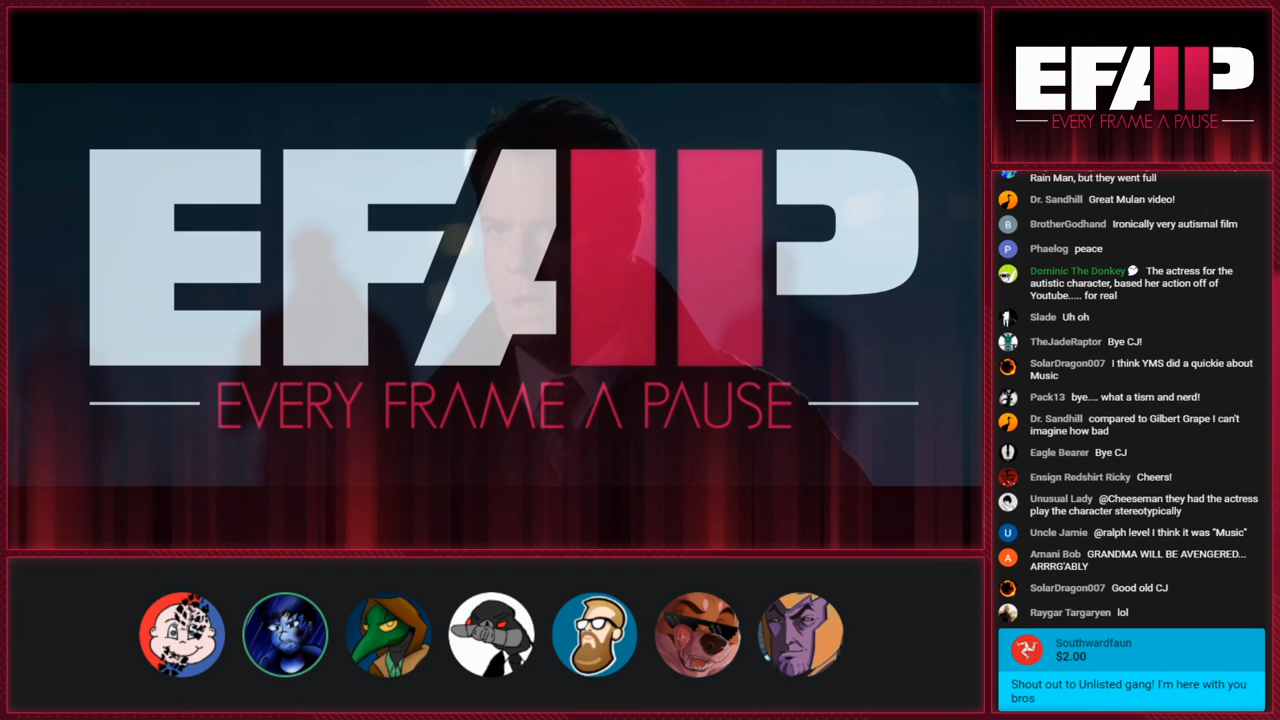 EFAP
EVERY FRAME A PAUSE
EFAP
EVERY FRAME A PAUSE
Rain Man, but they went full
Dr. Sandhill Great Mulan video!
B
BrotherGodhand Ironically very autismal film
P
Phaelog peace
Dominic The Donkey The actress for the
autistic character, based her action off of
Youtube..... for real
Slade Uh oh
TheJadeRaptor Bye CJ!
SolarDragon007 I think YMS did a quickie about
Music
Pack13 bye.... what a tism and nerd!
Dr. Sandhill compared to Gilbert Grape I can't
imagine how bad
Eagle Bearer Bye CJ
Ensign Redshirt Ricky Cheers!
Unusual Lady @Cheeseman they had the actress
play the character stereotypically
U
Uncle Jamie @ralph level I think it was "Music"
A
Amani Bob GRANDMA WILL BE AVENGERED...
ARRRG'ABLY
SolarDragon007 Good old CJ
Raygar Targaryen lol
Southwardfaun
$2.00
Shout out to Unlisted gang! I'm here with you
bros